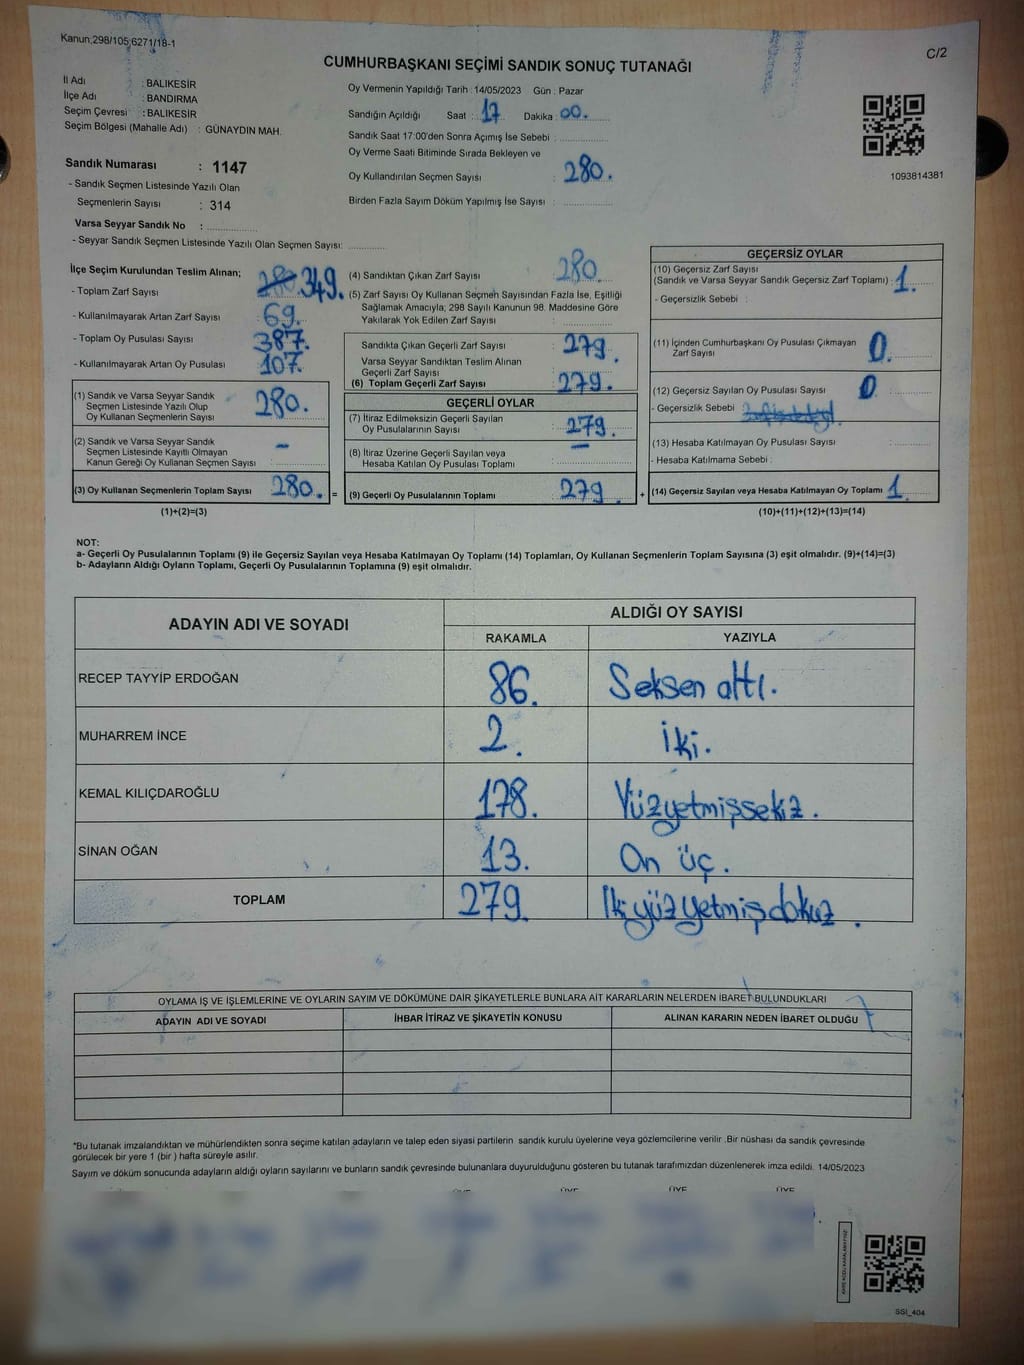 Kanun;298/105;6271/18-1
C/2
CUMHURBAŞKANI SEÇİMİ SANDIK SONUÇ TUTANAĞI
İl Adı : BALIKESİR
İlçe Adı : BANDIRMA
Seçim Çevresi : BALIKESİR
Seçim Bölgesi (Mahalle Adı) : GÜNAYDIN MAH.
Sandık Numarası : 1147
- Sandık Seçmen Listesinde Yazılı Olan
Seçmenlerin Sayısı : 314
Varsa Seyyar Sandık No :
- Seyyar Sandık Seçmen Listesinde Yazılı Olan Seçmen Sayısı:
Oy Vermenin Yapıldığı Tarih : 14/05/2023 Gün : Pazar
Sandığın Açıldığı Saat : 17 Dakika : 00.
Sandık Saat 17:00'den Sonra Açımış İse Sebebi :
Oy Verme Saati Bitiminde Sırada Bekleyen ve
Oy Kullandırılan Seçmen Sayısı : 280.
Birden Fazla Sayım Döküm Yapılmış İse Sayısı :
1093814381
İlçe Seçim Kurulundan Teslim Alınan;
- Toplam Zarf Sayısı : 280 349.
- Kullanılmayarak Artan Zarf Sayısı : 69.
- Toplam Oy Pusulası Sayısı : 387.
- Kullanılmayarak Artan Oy Pusulası : 107.
(1) Sandık ve Varsa Seyyar Sandık
Seçmen Listesinde Yazılı Olup
Oy Kullanan Seçmenlerin Sayısı : 280.
(2) Sandık ve Varsa Seyyar Sandık
Seçmen Listesinde Kayıtlı Olmayan
Kanun Gereği Oy Kullanan Seçmen Sayısı : –
(3) Oy Kullanan Seçmenlerin Toplam Sayısı 280. =
(1)+(2)=(3)
(4) Sandıktan Çıkan Zarf Sayısı : 280.
(5) Zarf Sayısı Oy Kullanan Seçmen Sayısından Fazla İse, Eşitliği
Sağlamak Amacıyla; 298 Sayılı Kanunun 98. Maddesine Göre
Yakılarak Yok Edilen Zarf Sayısı :
Sandıkta Çıkan Geçerli Zarf Sayısı : 279.
Varsa Seyyar Sandıktan Teslim Alınan
Geçerli Zarf Sayısı :
(6) Toplam Geçerli Zarf Sayısı : 279.
GEÇERLİ OYLAR
(7) İtiraz Edilmeksizin Geçerli Sayılan
Oy Pusulalarının Sayısı : 279.
(8) İtiraz Üzerine Geçerli Sayılan veya
Hesaba Katılan Oy Pusulası Toplamı : –
(9) Geçerli Oy Pusulalarının Toplamı : 279. +
GEÇERSİZ OYLAR
(10) Geçersiz Zarf Sayısı
(Sandık ve Varsa Seyyar Sandık Geçersiz Zarf Toplamı) : 1.
- Geçersizlik Sebebi :
(11) İçinden Cumhurbaşkanı Oy Pusulası Çıkmayan
Zarf Sayısı : 0.
(12) Geçersiz Sayılan Oy Pusulası Sayısı : 0
- Geçersizlik Sebebi
(13) Hesaba Katılmayan Oy Pusulası Sayısı :
- Hesaba Katılmama Sebebi :
(14) Geçersiz Sayılan veya Hesaba Katılmayan Oy Toplamı : 1.
(10)+(11)+(12)+(13)=(14)
NOT:
a- Geçerli Oy Pusulalarının Toplamı (9) ile Geçersiz Sayılan veya Hesaba Katılmayan Oy Toplamı (14) Toplamları, Oy Kullanan Seçmenlerin Toplam Sayısına (3) eşit olmalıdır. (9)+(14)=(3)
b- Adayların Aldığı Oyların Toplamı, Geçerli Oy Pusulalarının Toplamına (9) eşit olmalıdır.
ADAYIN ADI VE SOYADI ALDIĞI OY SAYISI
RAKAMLA YAZIYLA
RECEP TAYYİP ERDOĞAN 86. Seksen altı.
MUHARREM İNCE 2. İki.
KEMAL KILIÇDAROĞLU 178. Yüzyetmişsekiz.
SİNAN OĞAN 13. On üç.
TOPLAM 279. İkiyüzyetmişdokuz.
OYLAMA İŞ VE İŞLEMLERİNE VE OYLARIN SAYIM VE DÖKÜMÜNE DAİR ŞİKAYETLERLE BUNLARA AİT KARARLARIN NELERDEN İBARET BULUNDUKLARI
ADAYIN ADI VE SOYADI İHBAR İTİRAZ VE ŞİKAYETİN KONUSU ALINAN KARARIN NEDEN İBARET OLDUĞU
*Bu tutanak imzalandıktan ve mühürlendikten sonra seçime katılan adayların ve talep eden siyasi partilerin sandık kurulu üyelerine veya gözlemcilerine verilir .Bir nüshası da sandık çevresinde
görülecek bir yere 1 (bir ) hafta süreyle asılır.
Sayım ve döküm sonucunda adayların aldığı oyların sayılarını ve bunların sandık çevresinde bulunanlara duyurulduğunu gösteren bu tutanak tarafımızdan düzenlenerek imza edildi. 14/05/2023
ÜYE ÜYE ÜYE ÜYE
SSİ_404